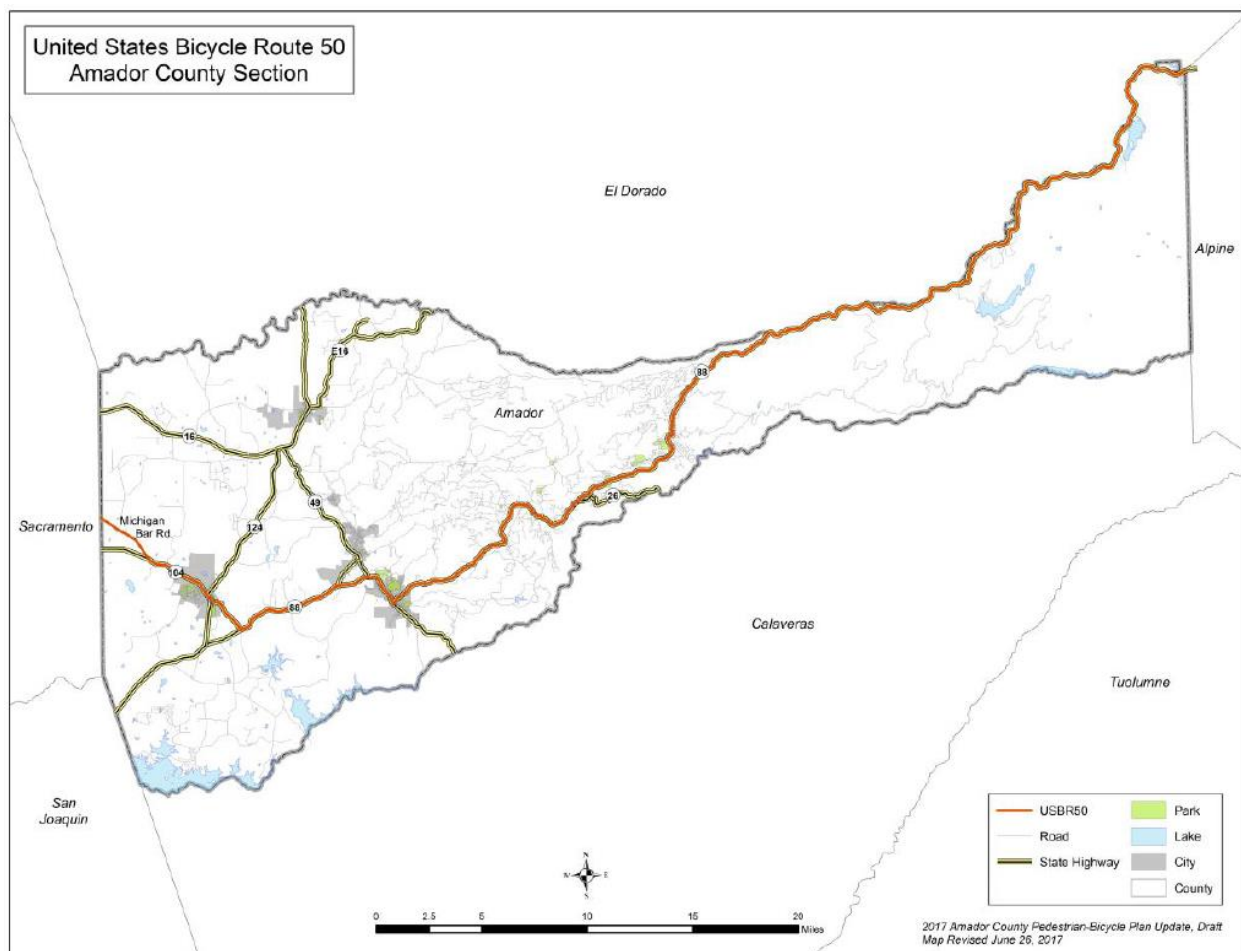 United States Bicycle Route 50
Amador County Section
El Dorado
Alpine
E16
88
Amador
16
26
49
Sacramento
Michigan
Bar Rd.
124
104
88
Calaveras
Tuolumne
San
Joaquin
USBR50
Road
State Highway
Park
Lake
City
County
N
W
E
S
0 2.5 5 10 15 20
Miles
2017 Amador County Pedestrian-Bicycle Plan Update, Draft
Map Revised June 26, 2017